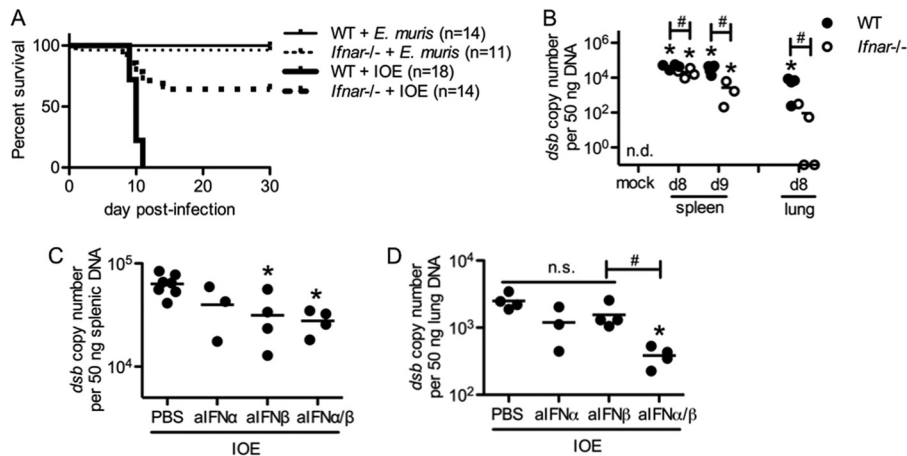 A
Percent survival
100
50
0
0
10
20
30
day post-infection
WT + E. muris (n=14)
Ifnar-/- + E. muris (n=11)
WT + IOE (n=18)
Ifnar-/- + IOE (n=14)
B
dsb copy number
per 50 ng DNA
10^6
10^4
10^2
10^0
n.d.
* * # * * # * #
mock
d8
d9
d8
spleen
lung
WT
Ifnar-/-
C
dsb copy number
per 50 ng splenic DNA
10^5
10^4
*
*
PBS
aIFNα
aIFNβ
aIFNα/β
IOE
D
dsb copy number
per 50 ng lung DNA
10^4
10^3
10^2
n.s.
#
*
PBS
aIFNα
aIFNβ
aIFNα/β
IOE